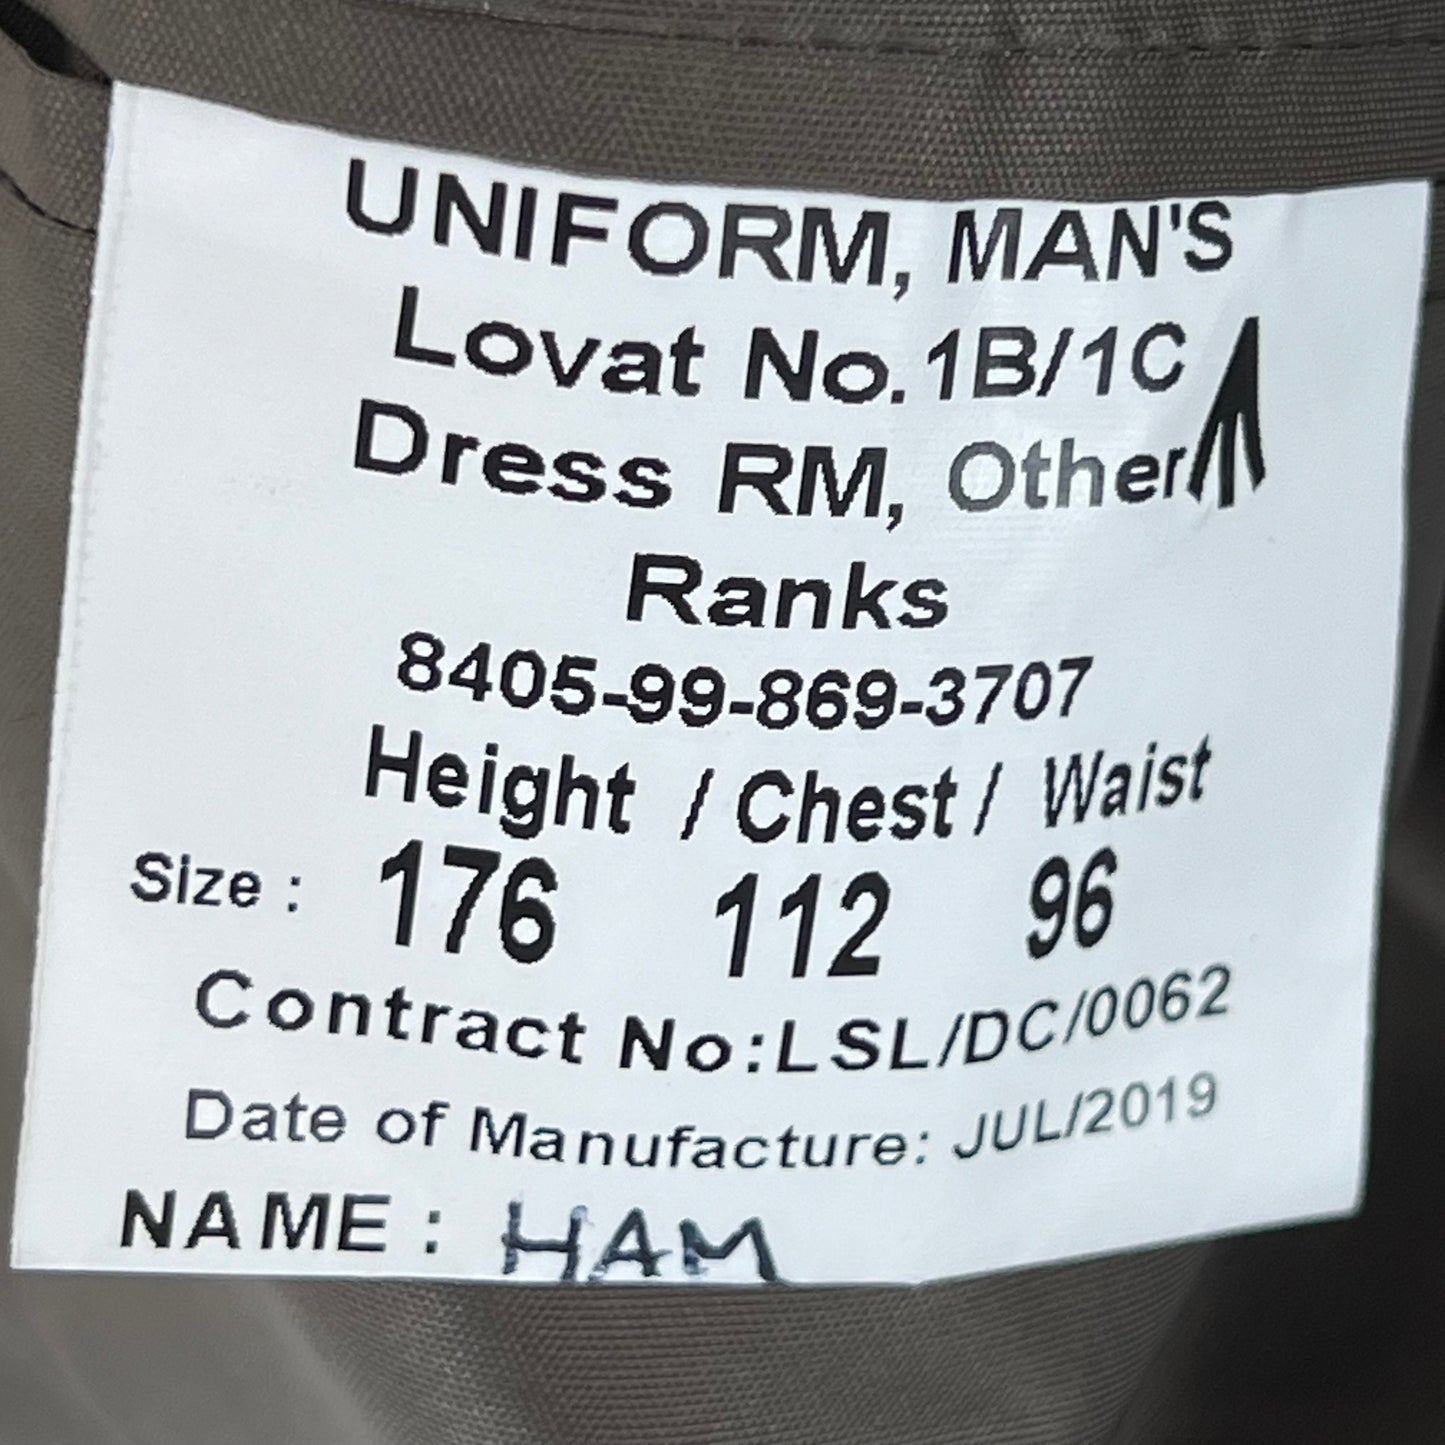 UNIFORM, MAN'S
Lovat No.1B/1C
Dress RM, Other
Ranks
8405-99-869-3707
Height / Chest / Waist
Size : 176 112 96
Contract No:LSL/DC/0062
Date of Manufacture: JUL/2019
NAME : HAM